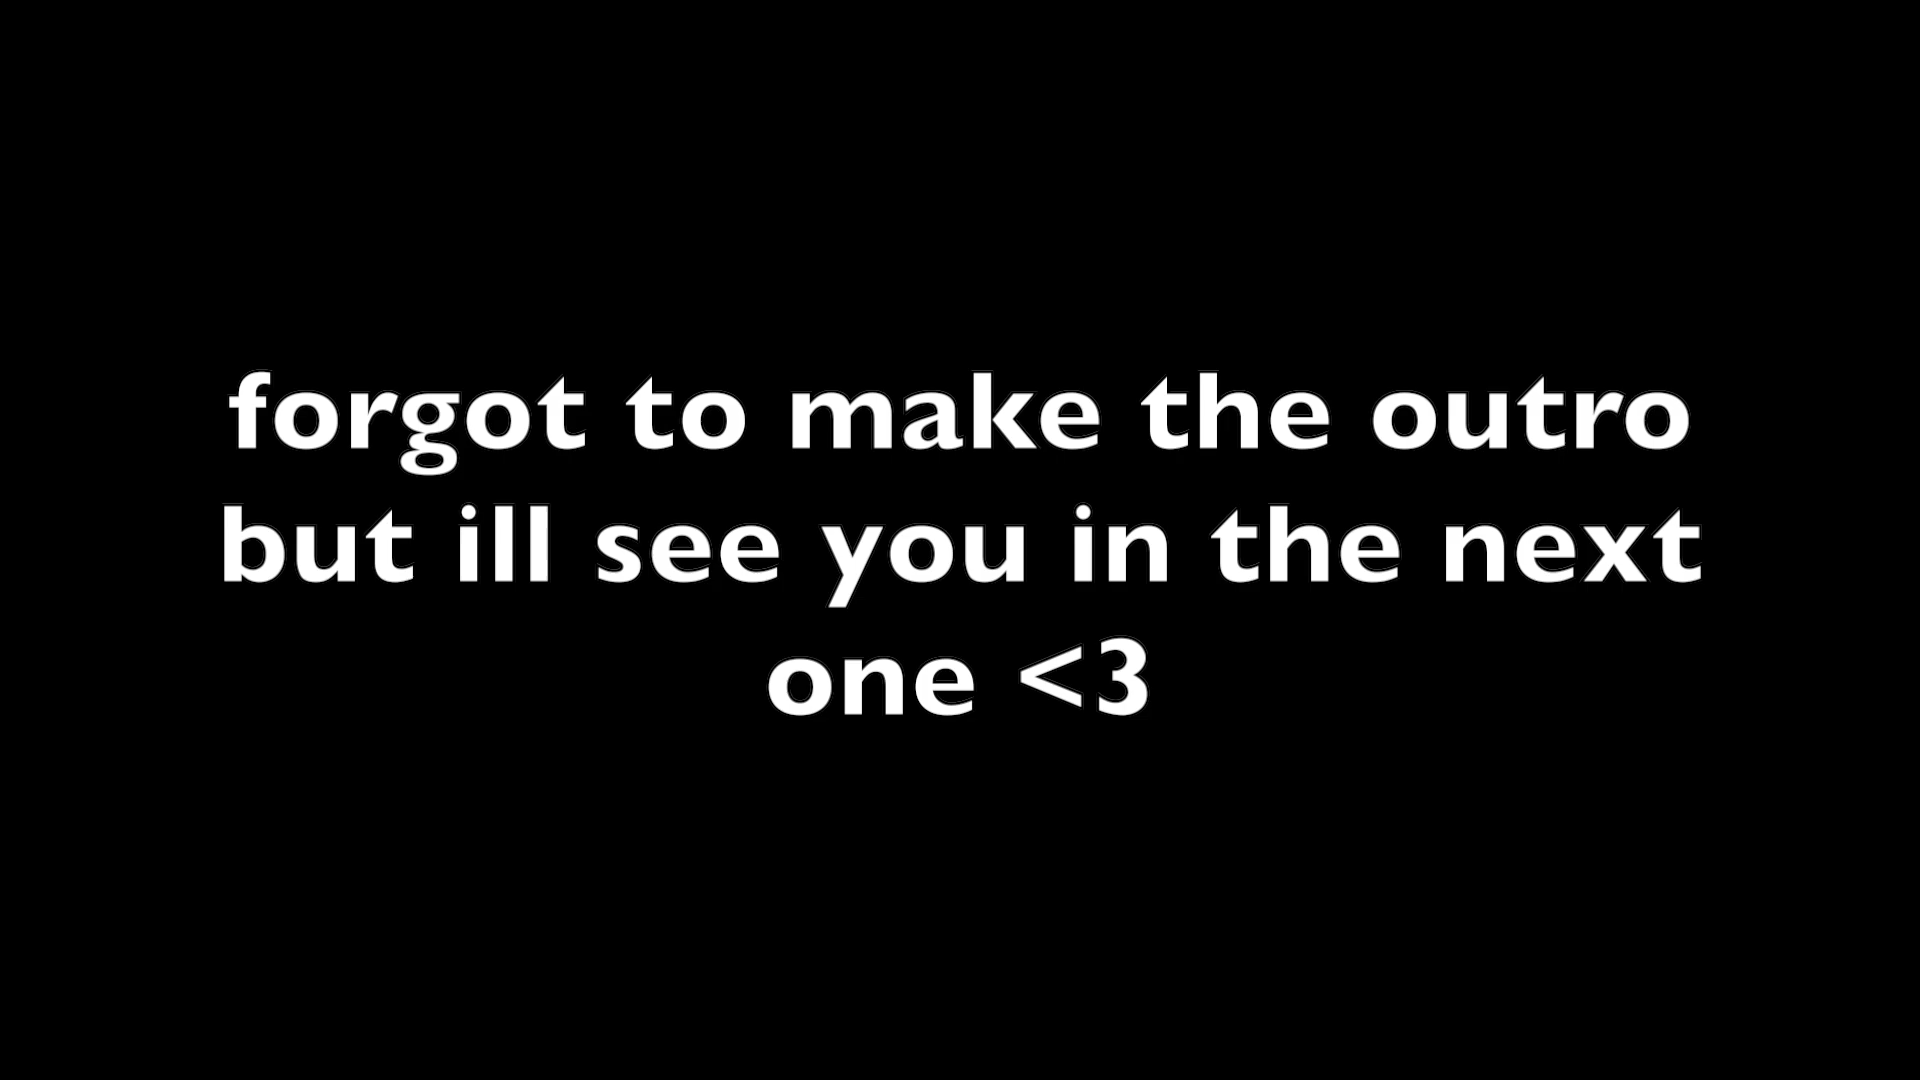 forgot to make the outro
but ill see you in the next
one <3